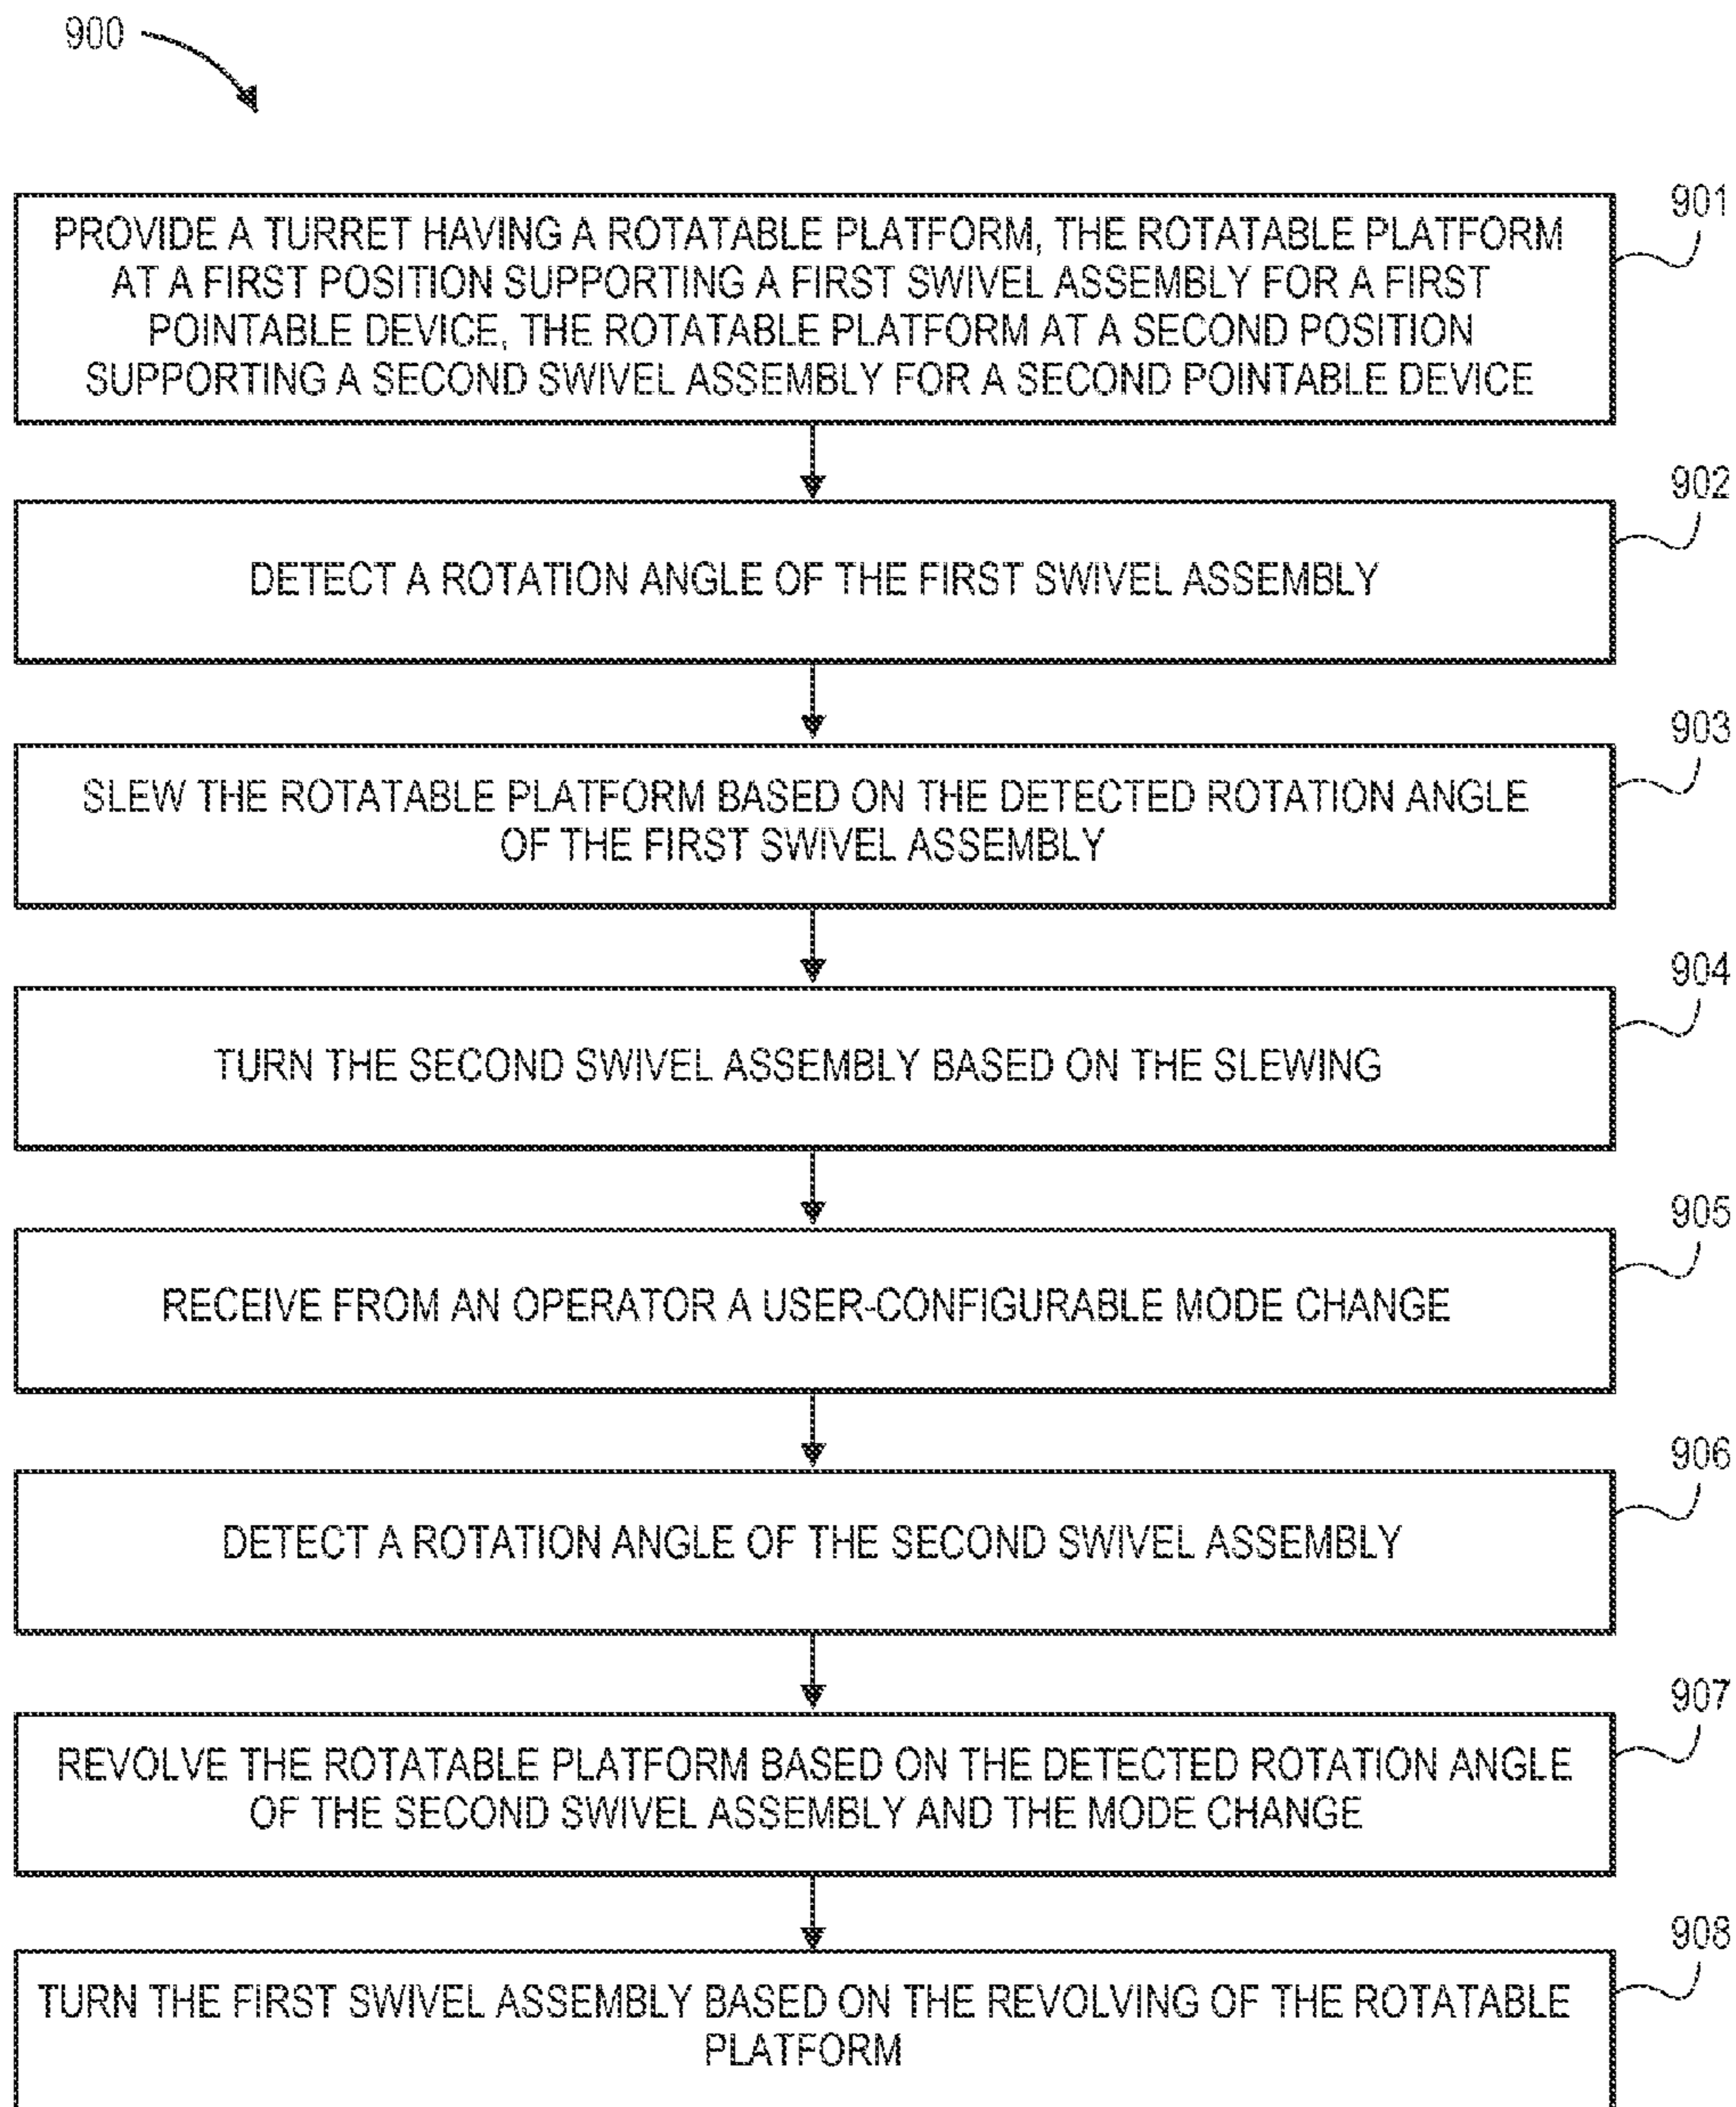 900
901
PROVIDE A TURRET HAVING A ROTATABLE PLATFORM, THE ROTATABLE PLATFORM
AT A FIRST POSITION SUPPORTING A FIRST SWIVEL ASSEMBLY FOR A FIRST
POINTABLE DEVICE, THE ROTATABLE PLATFORM AT A SECOND POSITION
SUPPORTING A SECOND SWIVEL ASSEMBLY FOR A SECOND POINTABLE DEVICE
902
DETECT A ROTATION ANGLE OF THE FIRST SWIVEL ASSEMBLY
903
SLEW THE ROTATABLE PLATFORM BASED ON THE DETECTED ROTATION ANGLE
OF THE FIRST SWIVEL ASSEMBLY
904
TURN THE SECOND SWIVEL ASSEMBLY BASED ON THE SLEWING
905
RECEIVE FROM AN OPERATOR A USER-CONFIGURABLE MODE CHANGE
906
DETECT A ROTATION ANGLE OF THE SECOND SWIVEL ASSEMBLY
907
REVOLVE THE ROTATABLE PLATFORM BASED ON THE DETECTED ROTATION ANGLE
OF THE SECOND SWIVEL ASSEMBLY AND THE MODE CHANGE
908
TURN THE FIRST SWIVEL ASSEMBLY BASED ON THE REVOLVING OF THE ROTATABLE
PLATFORM